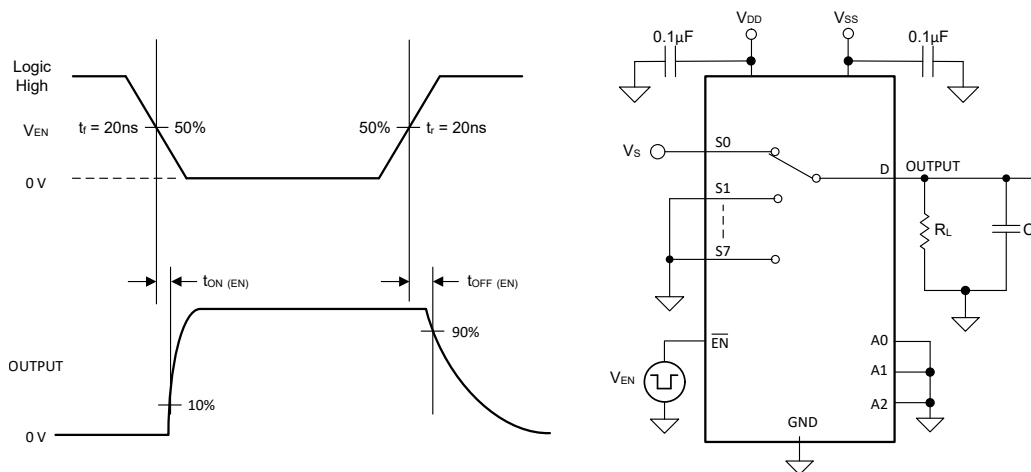 Logic
High
VEN
tf = 20ns
50%
50%
tr = 20ns
0 V
tON (EN)
tOFF (EN)
90%
OUTPUT
10%
0 V
VDD
VSS
0.1µF
0.1µF
VS
S0
D
OUTPUT
S1
RL
C
S7
EN
A0
VEN
A1
A2
GND